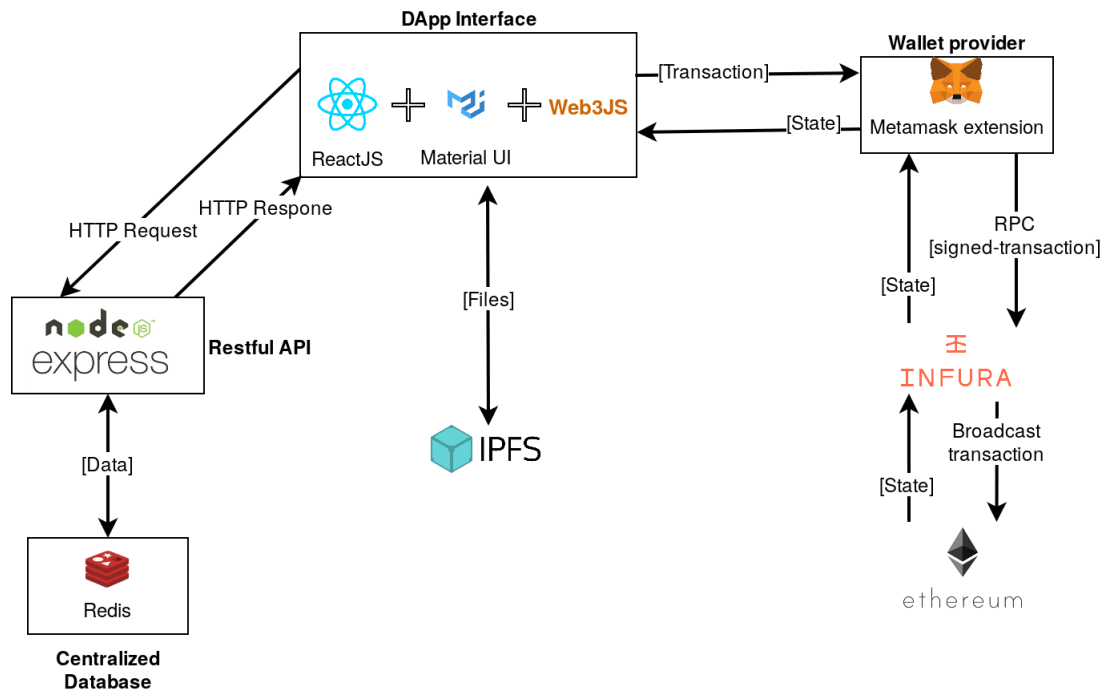 DApp Interface
Wallet provider
[Transaction]
Web3JS
[State]
Metamask extension
ReactJS
Material UI
HTTP Respone
HTTP Request
RPC
[signed-transaction]
[State]
[Files]
node
JS™
express
Restful API
INFURA
Broadcast
transaction
IPFS
[Data]
[State]
ethereum
Redis
Centralized
Database